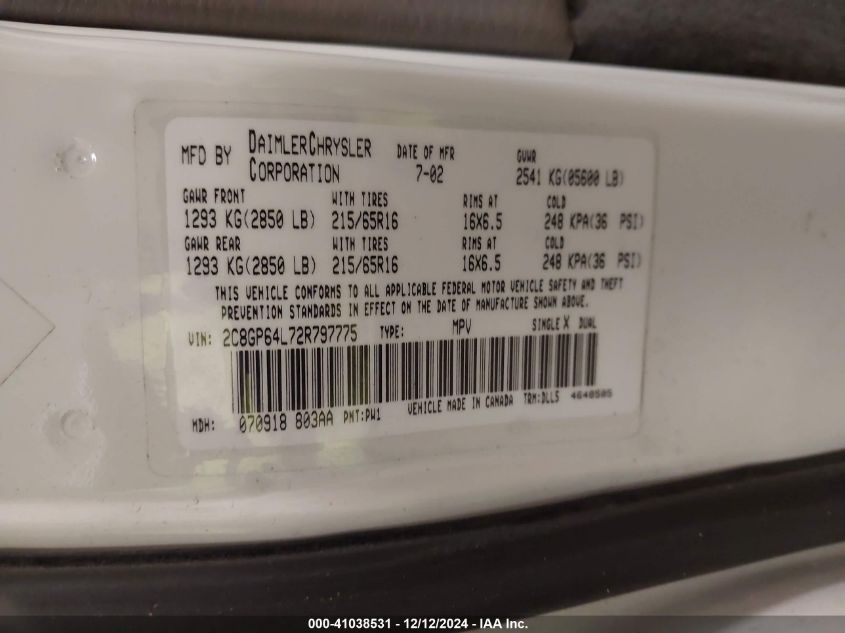 MFD BY DAIMLERCHRYSLER CORPORATION DATE OF MFR 7-02 GVWR 2541 KG(05600 LB)
GAWR FRONT WITH TIRES RIMS AT COLD
1293 KG(2850 LB) 215/65R16 16X6.5 248 KPA(36 PSI)
GAWR REAR WITH TIRES RIMS AT COLD
1293 KG(2850 LB) 215/65R16 16X6.5 248 KPA(36 PSI)
THIS VEHICLE CONFORMS TO ALL APPLICABLE FEDERAL MOTOR VEHICLE SAFETY AND THEFT
PREVENTION STANDARDS IN EFFECT ON THE DATE OF MANUFACTURE SHOWN ABOVE.
VIN: 2C8GP64L72R797775 TYPE: MPV SINGLE X DUAL
MDH: 070918 803AA PNT:PW1 VEHICLE MADE IN CANADA TRM:DLLS 4648505
000-41038531 - 12/12/2024 - IAA Inc.